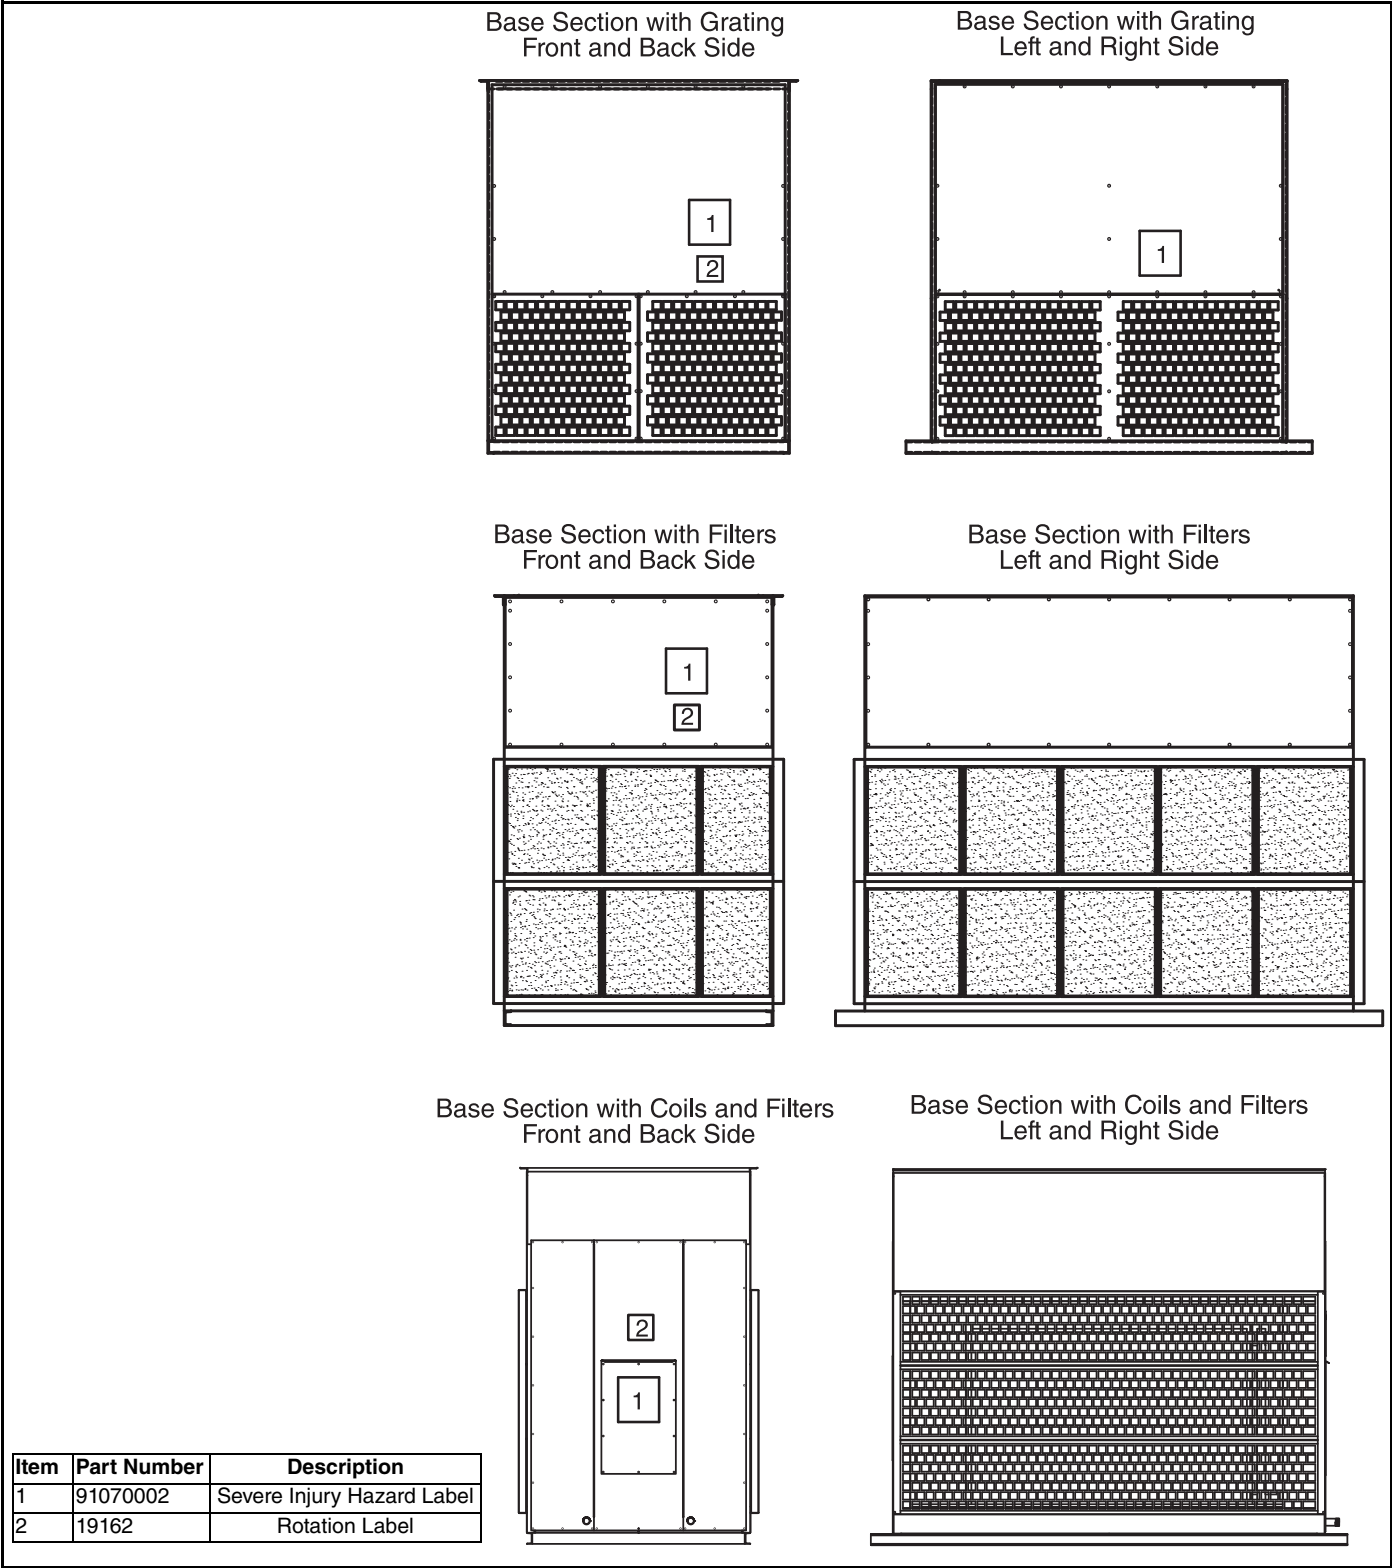 Base Section with Grating
Front and Back Side
Base Section with Grating
Left and Right Side
1
2
1
Base Section with Filters
Front and Back Side
Base Section with Filters
Left and Right Side
1
2
Base Section with Coils and Filters
Front and Back Side
Base Section with Coils and Filters
Left and Right Side
2
1
Item Part Number Description
1 91070002 Severe Injury Hazard Label
2 19162 Rotation Label